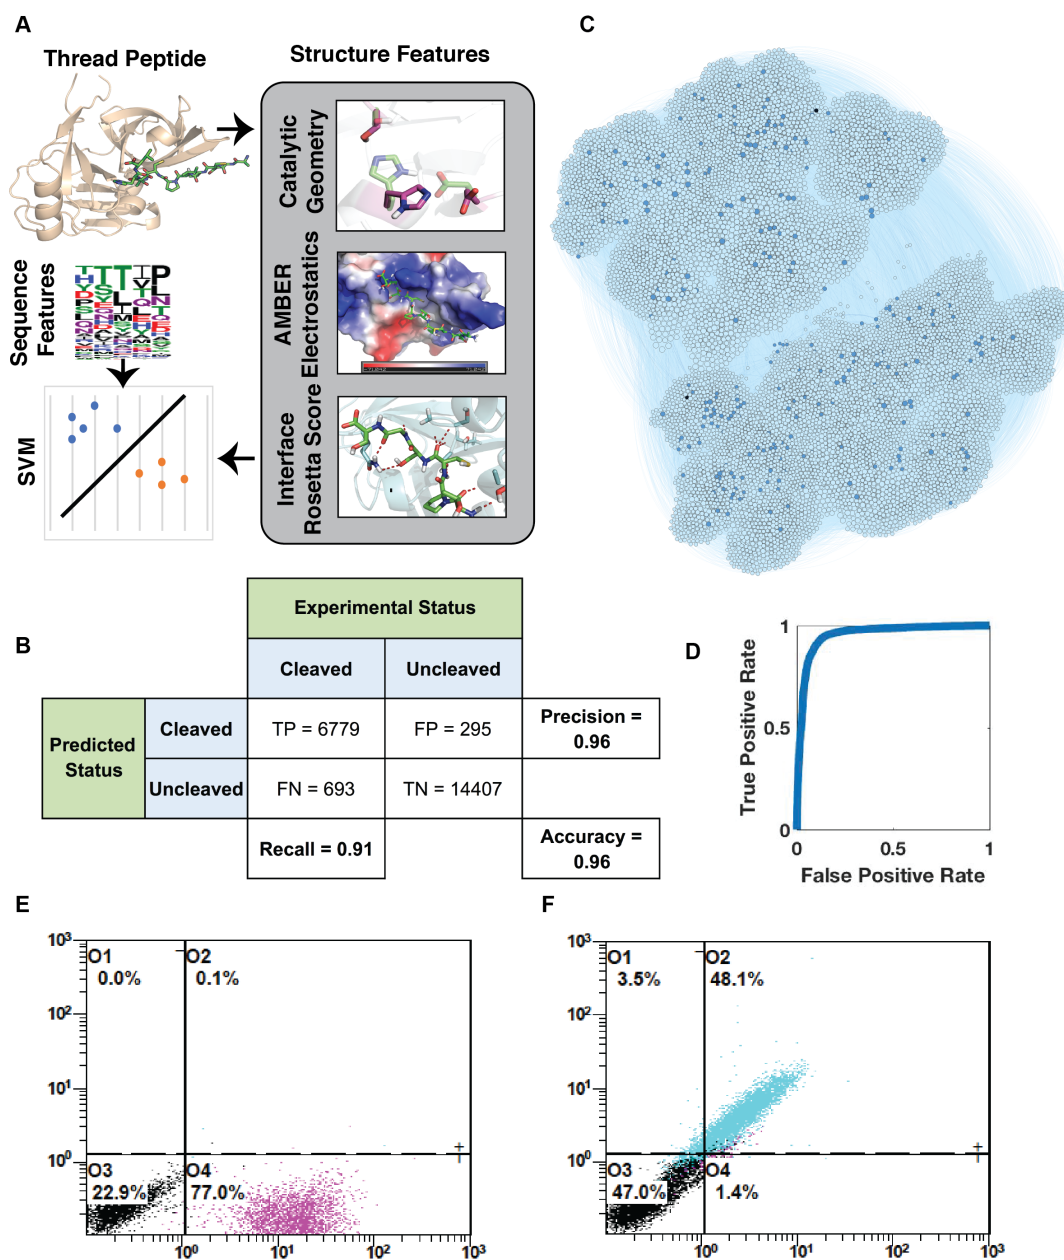 A
Thread Peptide
Structure Features
Catalytic
Geometry
AMBER
Electrostatics
Interface
Rosetta Score
Sequence
Features
T T T I P
SVM
C
B
Experimental Status
Cleaved
Uncleaved
Predicted
Status
Cleaved
TP = 6779
FP = 295
Precision =
0.96
Uncleaved
FN = 693
TN = 14407
Recall = 0.91
Accuracy =
0.96
D
True Positive Rate
1
0.5
0
0
0.5
1
False Positive Rate
E
10³
10²
10¹
10⁰
O1
0.0%
O2
0.1%
O3
22.9%
O4
77.0%
10⁰
10¹
10²
10³
F
10³
10²
10¹
10⁰
O1
3.5%
O2
48.1%
O3
47.0%
O4
1.4%
10⁰
10¹
10²
10³